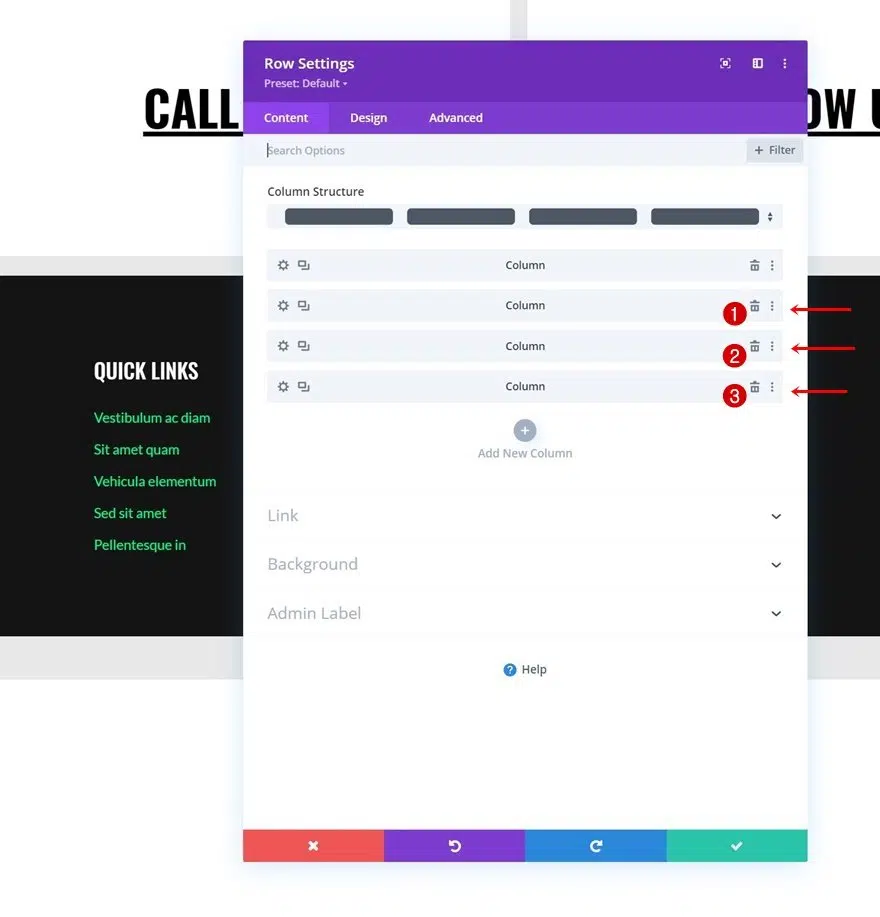 CALL
OW U
Row Settings
Preset: Default
Content Design Advanced
Search Options
+ Filter
Column Structure
Column
Column
1
Column
2
Column
3
Add New Column
Link
Background
Admin Label
Help
QUICK LINKS
Vestibulum ac diam
Sit amet quam
Vehicula elementum
Sed sit amet
Pellentesque in